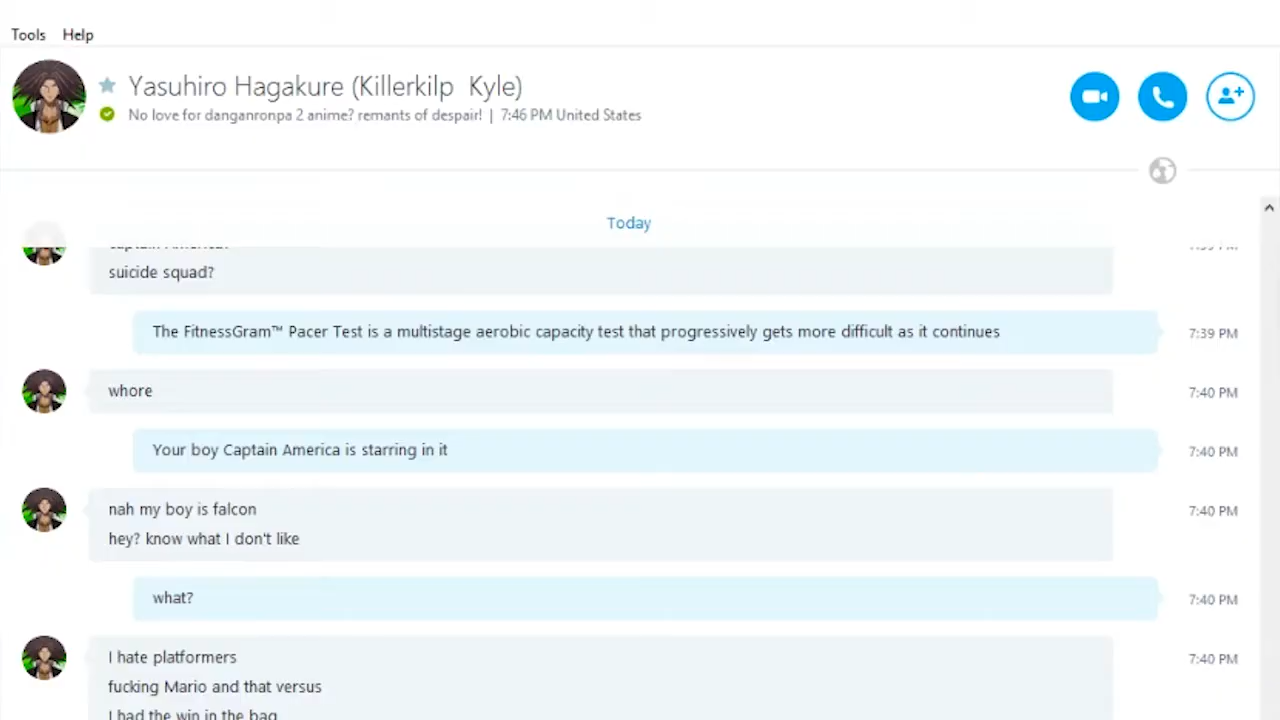 Tools Help
Yasuhiro Hagakure (Killerkilp Kyle)
No love for danganronpa 2 anime? remants of despair! | 7:46 PM United States
Today
suicide squad?
The FitnessGram™ Pacer Test is a multistage aerobic capacity test that progressively gets more difficult as it continues 7:39 PM
whore 7:40 PM
Your boy Captain America is starring in it 7:40 PM
nah my boy is falcon 7:40 PM
hey? know what I don't like
what? 7:40 PM
I hate platformers 7:40 PM
fucking Mario and that versus
I had the win in the bag